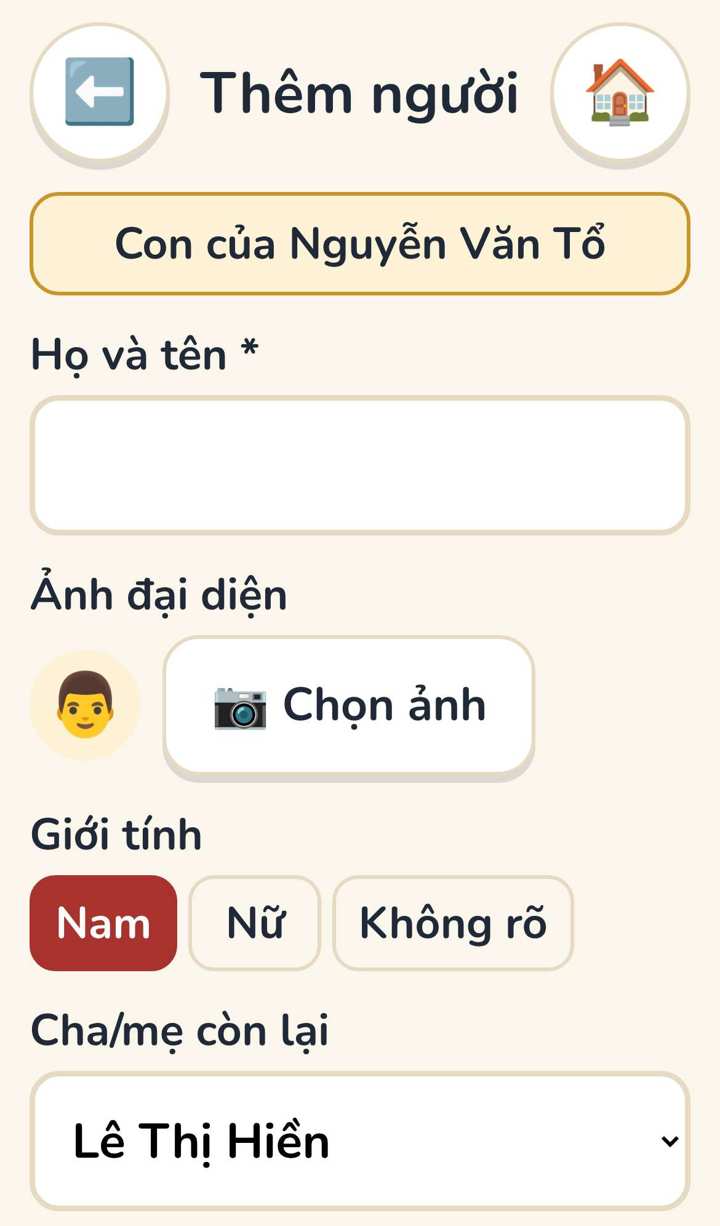 Thêm người
Con của Nguyễn Văn Tổ
Họ và tên *
Ảnh đại diện
Chọn ảnh
Giới tính
Nam Nữ Không rõ
Cha/mẹ còn lại
Lê Thị Hiền